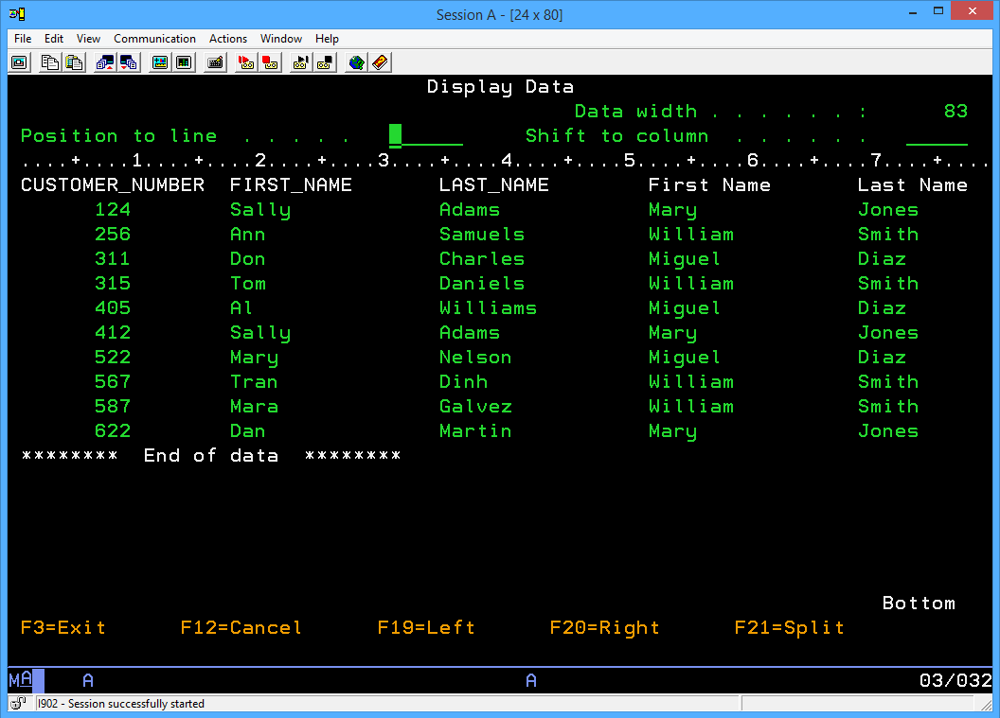 Session A - [24 x 80]
File Edit View Communication Actions Window Help
Display Data
Data width . . . . . . . : 83
Position to line . . . . . Shift to column . . . . . .
....+....1....+....2....+....3....+....4....+....5....+....6....+....7....+....
CUSTOMER_NUMBER FIRST_NAME LAST_NAME First Name Last Name
124 Sally Adams Mary Jones
256 Ann Samuels William Smith
311 Don Charles Miguel Diaz
315 Tom Daniels William Smith
405 Al Williams Miguel Diaz
412 Sally Adams Mary Jones
522 Mary Nelson Miguel Diaz
567 Tran Dinh William Smith
587 Mara Galvez William Smith
622 Dan Martin Mary Jones
******** End of data ********
Bottom
F3=Exit F12=Cancel F19=Left F20=Right F21=Split
MA A A 03/032
I902 - Session successfully started